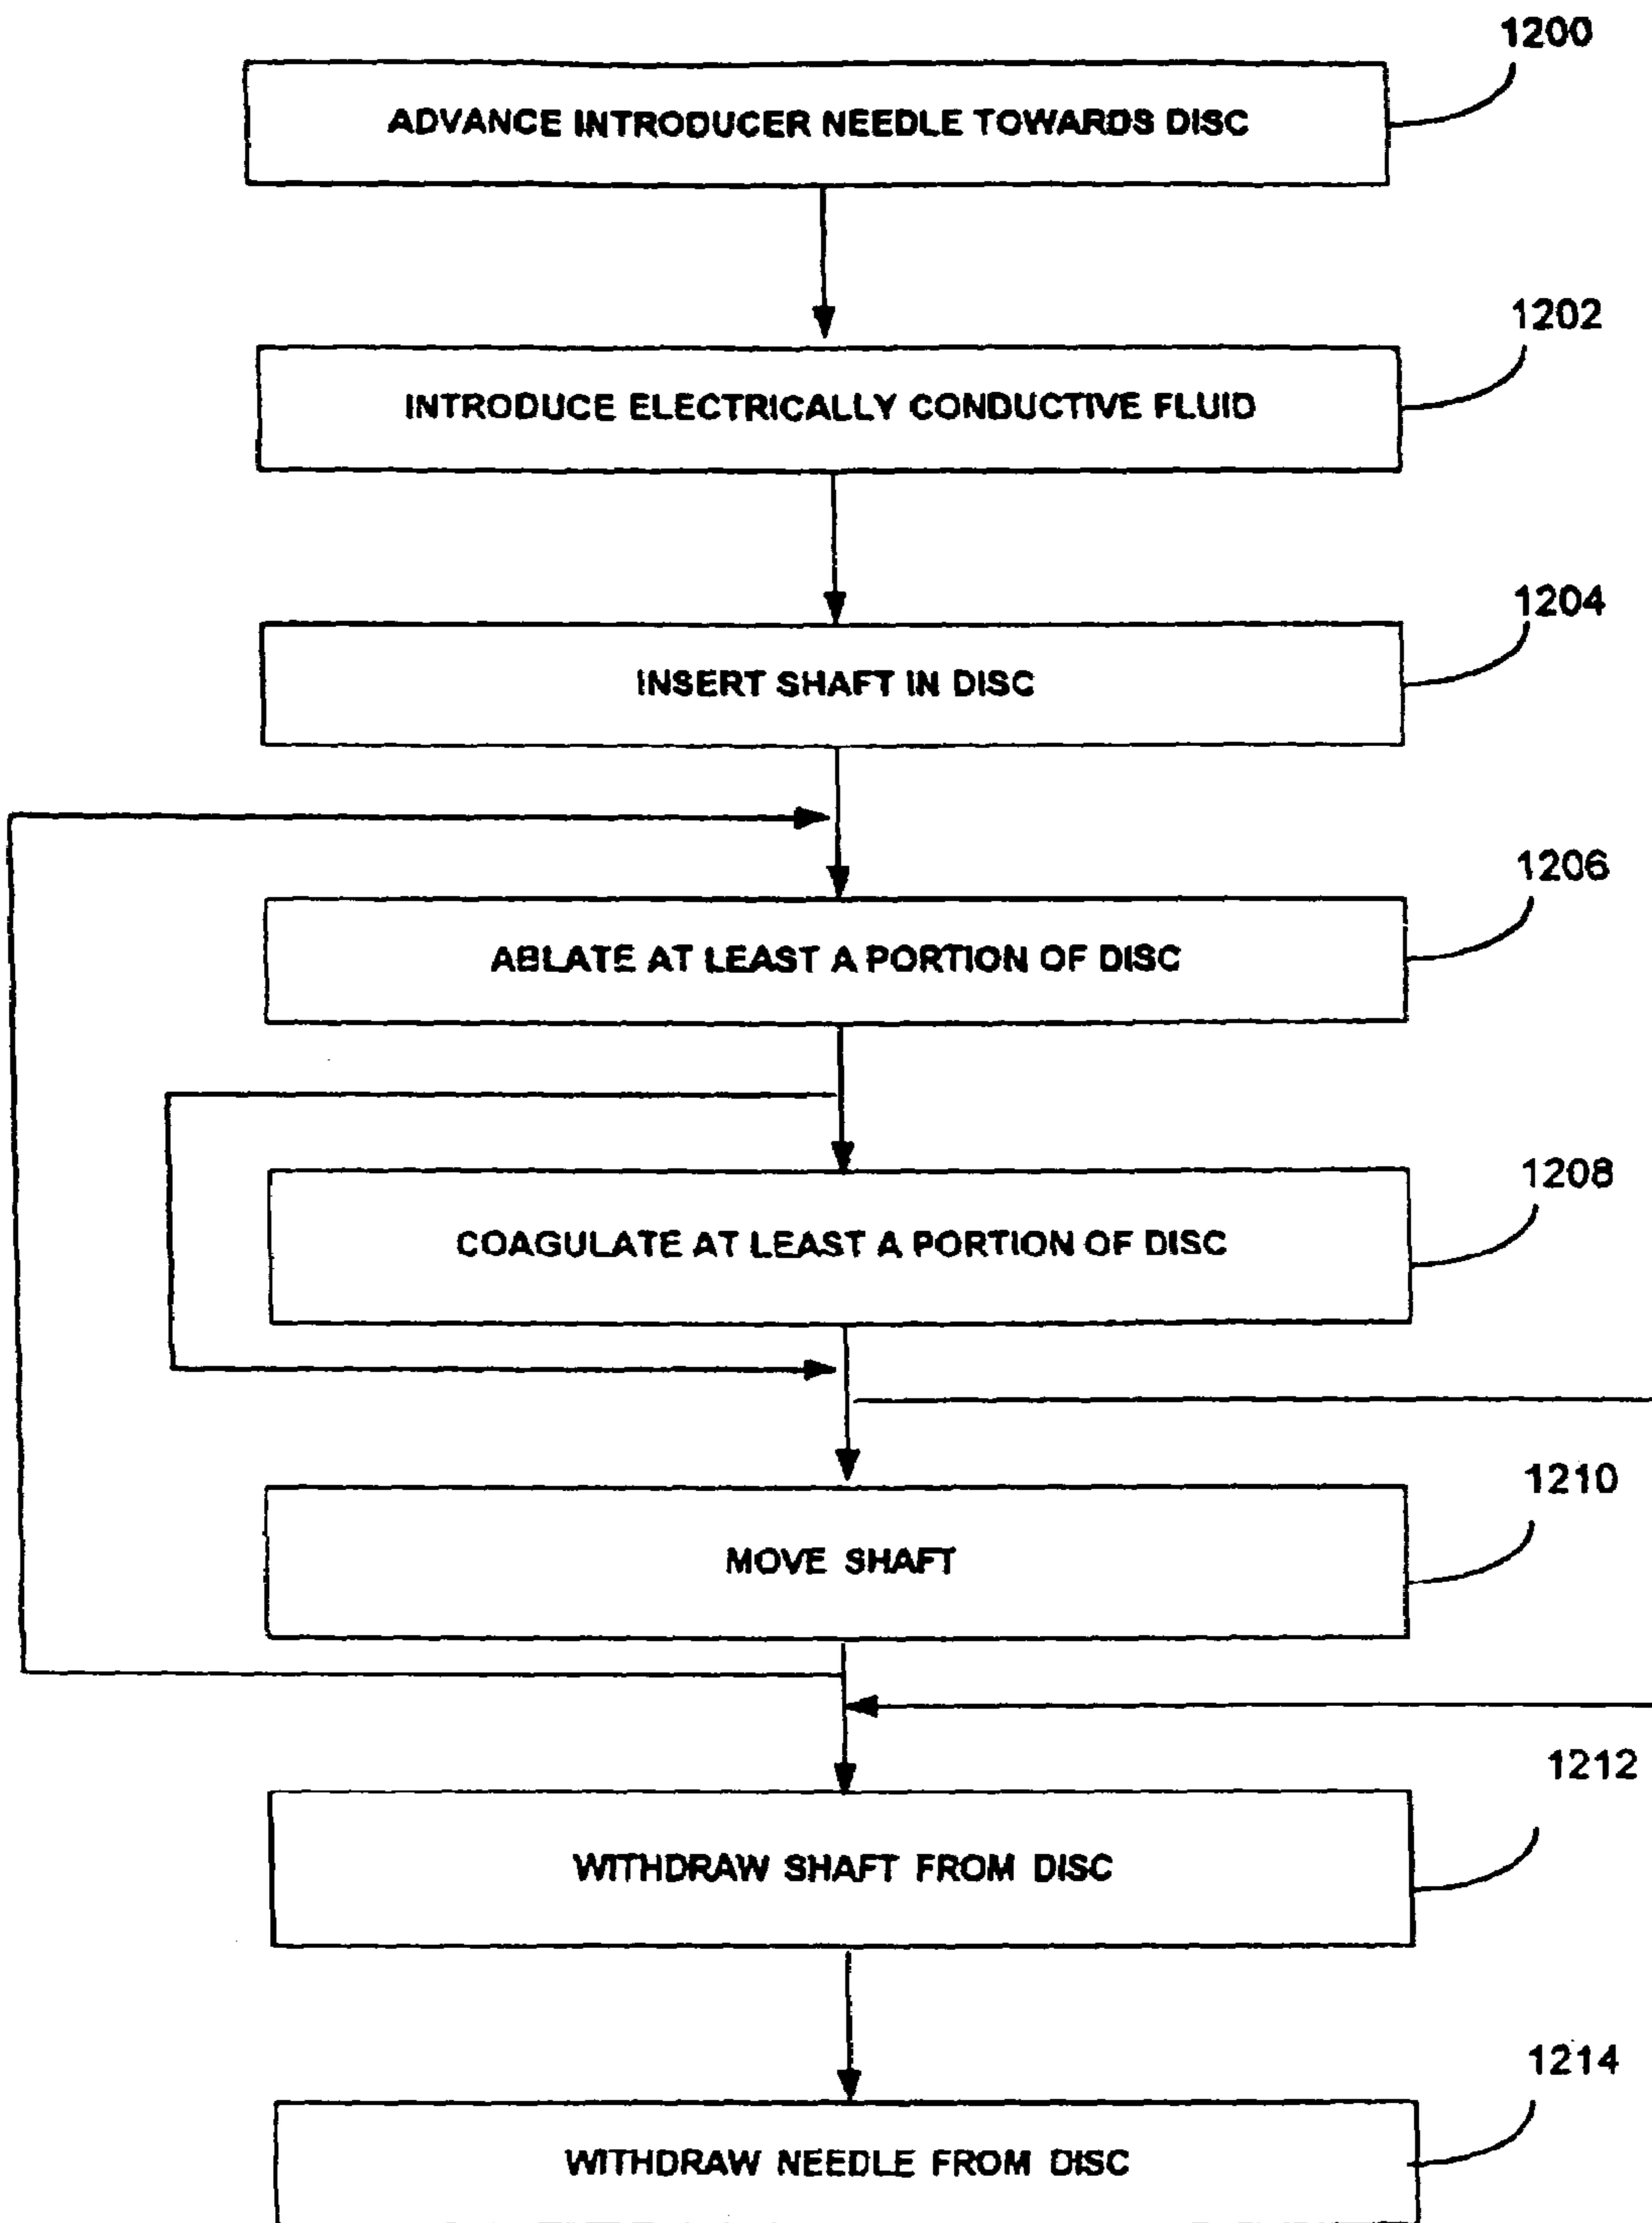 1200
ADVANCE INTRODUCER NEEDLE TOWARDS DISC
1202
INTRODUCE ELECTRICALLY CONDUCTIVE FLUID
1204
INSERT SHAFT IN DISC
1206
ABLATE AT LEAST A PORTION OF DISC
1208
COAGULATE AT LEAST A PORTION OF DISC
1210
MOVE SHAFT
1212
WITHDRAW SHAFT FROM DISC
1214
WITHDRAW NEEDLE FROM DISC